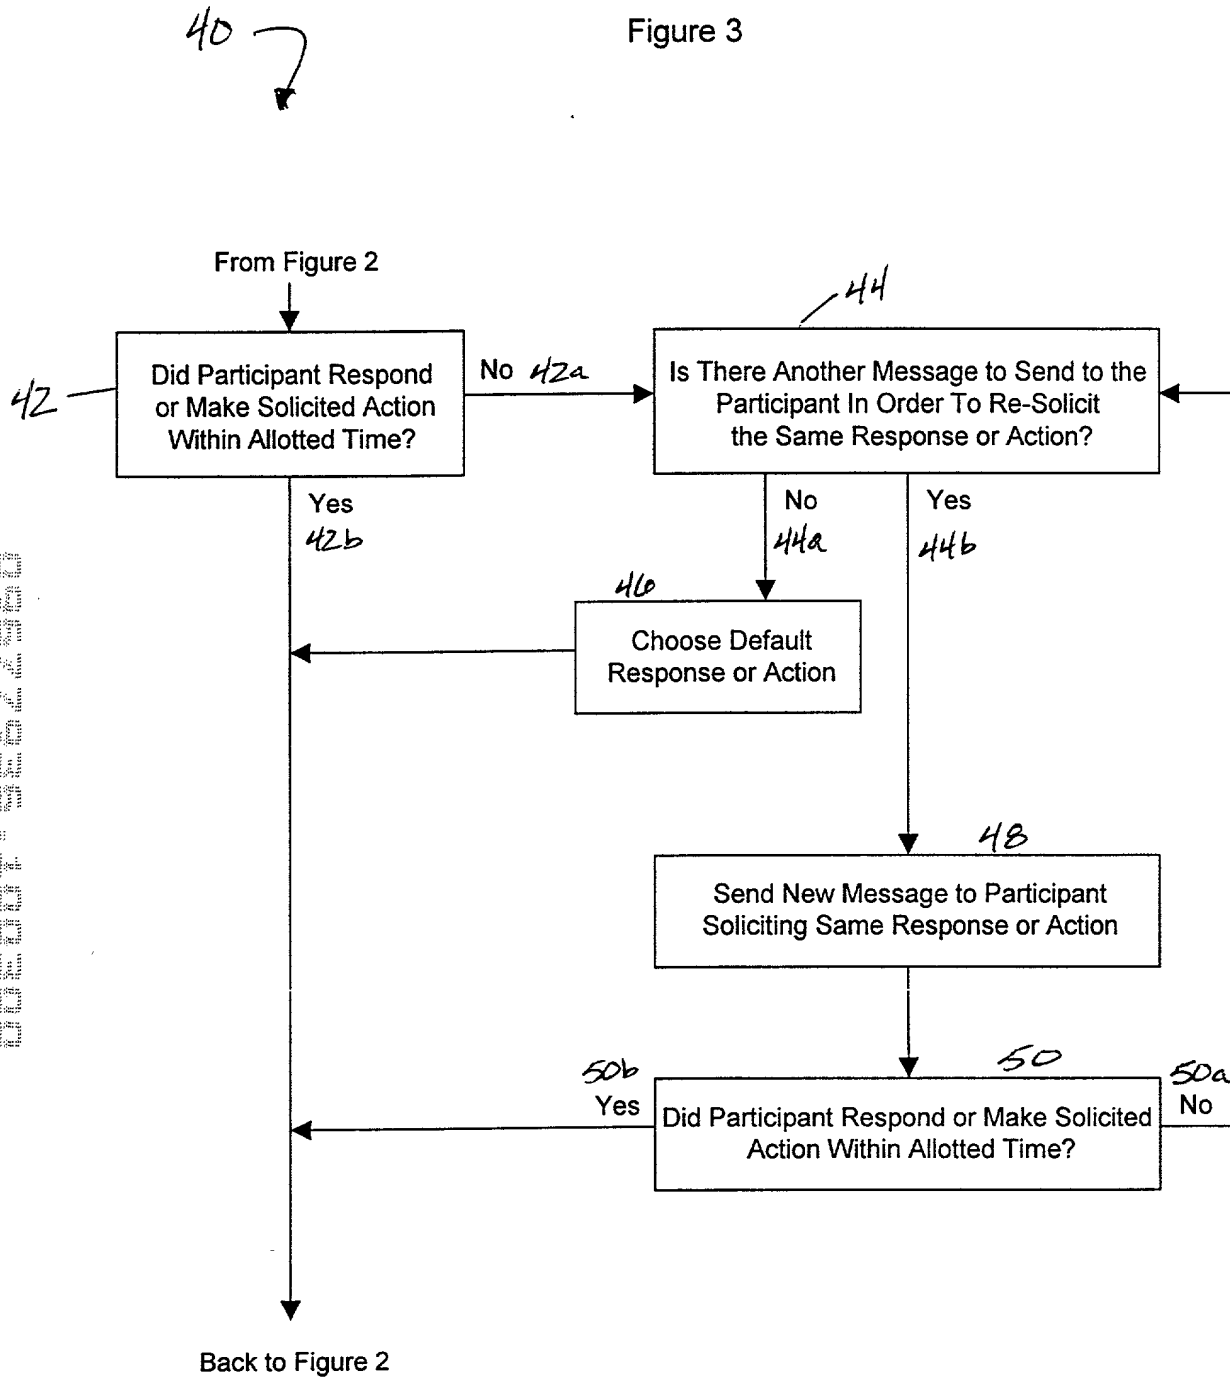 40
Figure 3
From Figure 2
44
42
Did Participant Respond
or Make Solicited Action
Within Allotted Time?
No 42a
Is There Another Message to Send to the
Participant In Order To Re-Solicit
the Same Response or Action?
Yes
42b
No
44a
Yes
44b
46
Choose Default
Response or Action
48
Send New Message to Participant
Soliciting Same Response or Action
50b
Yes
50
Did Participant Respond or Make Solicited
Action Within Allotted Time?
50a
No
Back to Figure 2